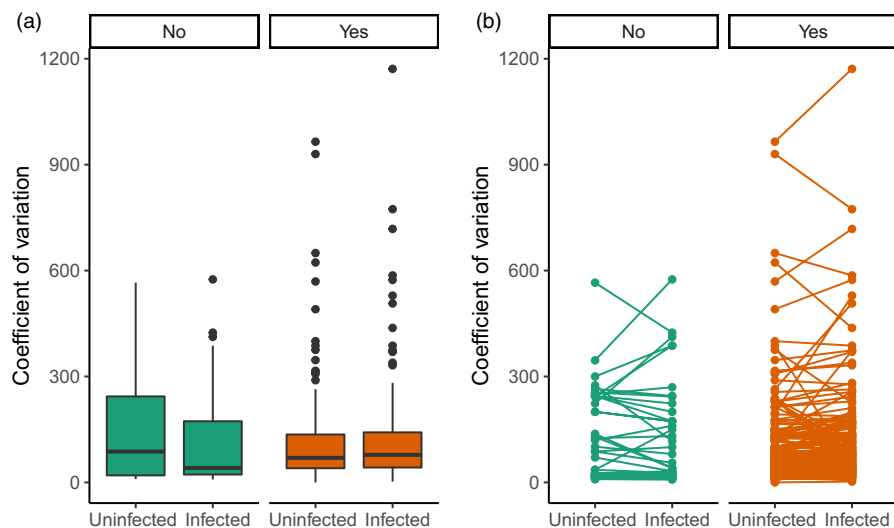 (a)
No
Yes
Coefficient of variation
1200
900
600
300
0
Uninfected Infected
Uninfected Infected
(b)
No
Yes
Coefficient of variation
1200
900
600
300
0
Uninfected Infected
Uninfected Infected